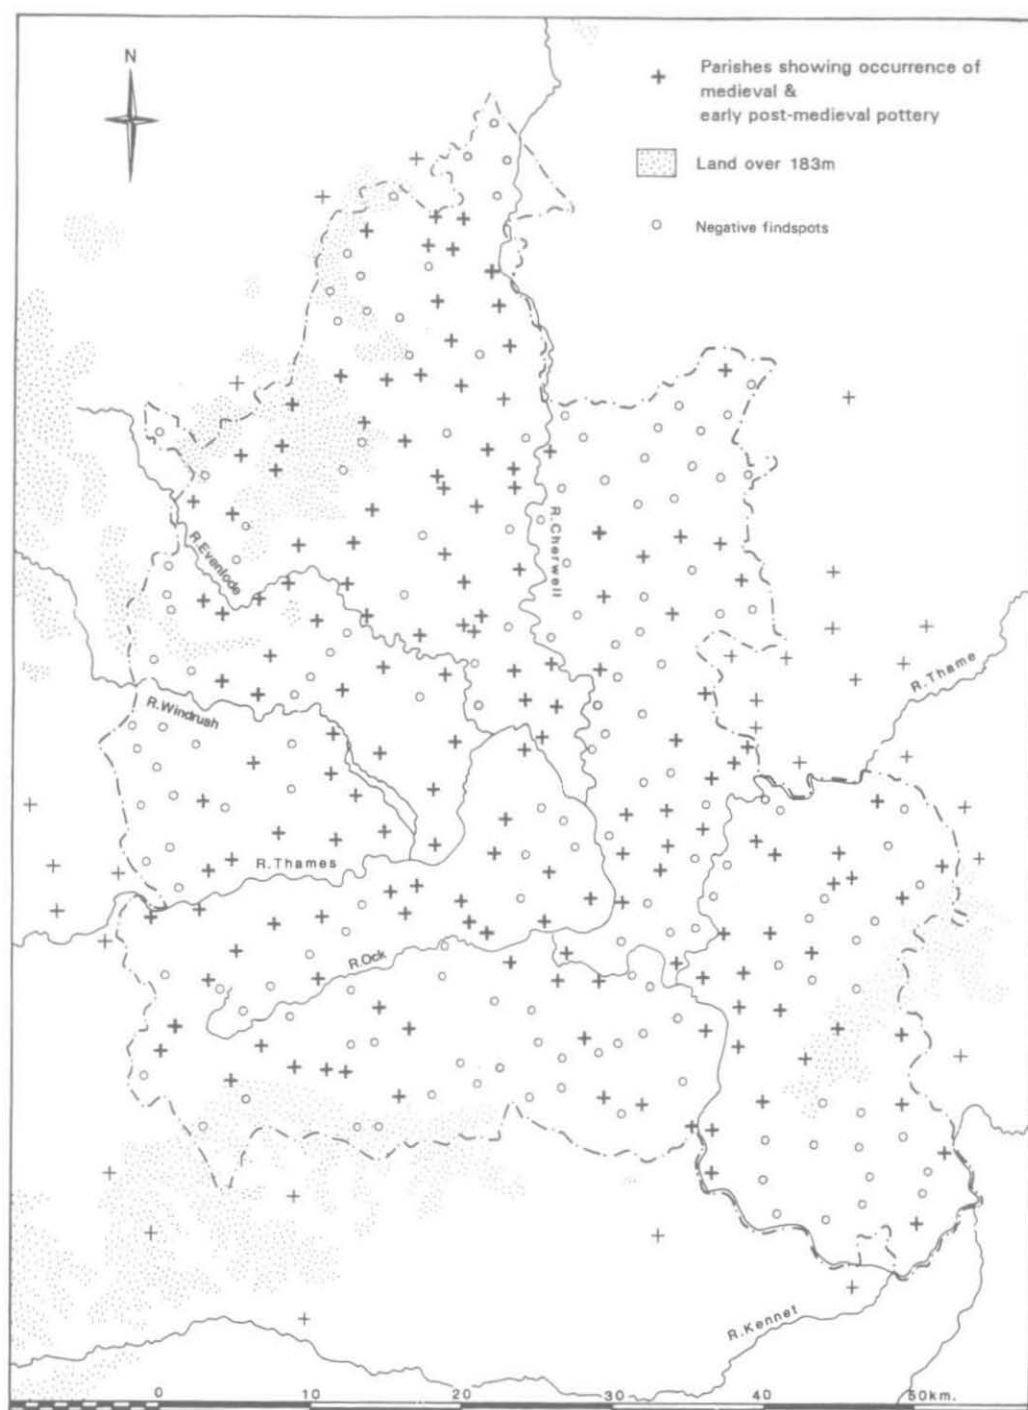 N
Parishes showing occurrence of
medieval &
early post-medieval pottery
Land over 183m
Negative findspots
R.Cherwell
R.Evenlode
R.Thame
R.Windrush
R.Thames
R.Ock
R.Kennet
0 10 20 30 40 50km.